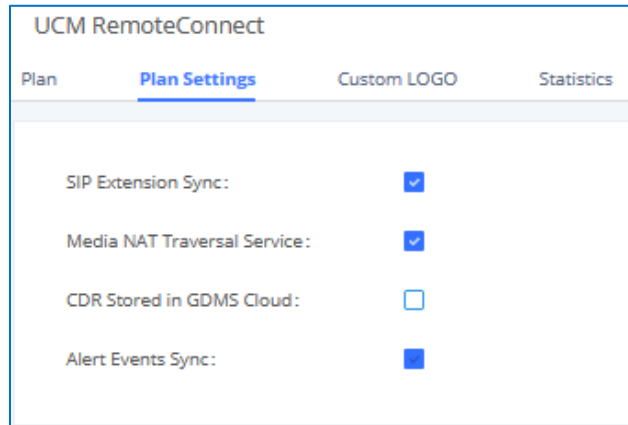 UCM RemoteConnect
Plan Plan Settings Custom LOGO Statistics
SIP Extension Sync:
Media NAT Traversal Service:
CDR Stored in GDMS Cloud:
Alert Events Sync: